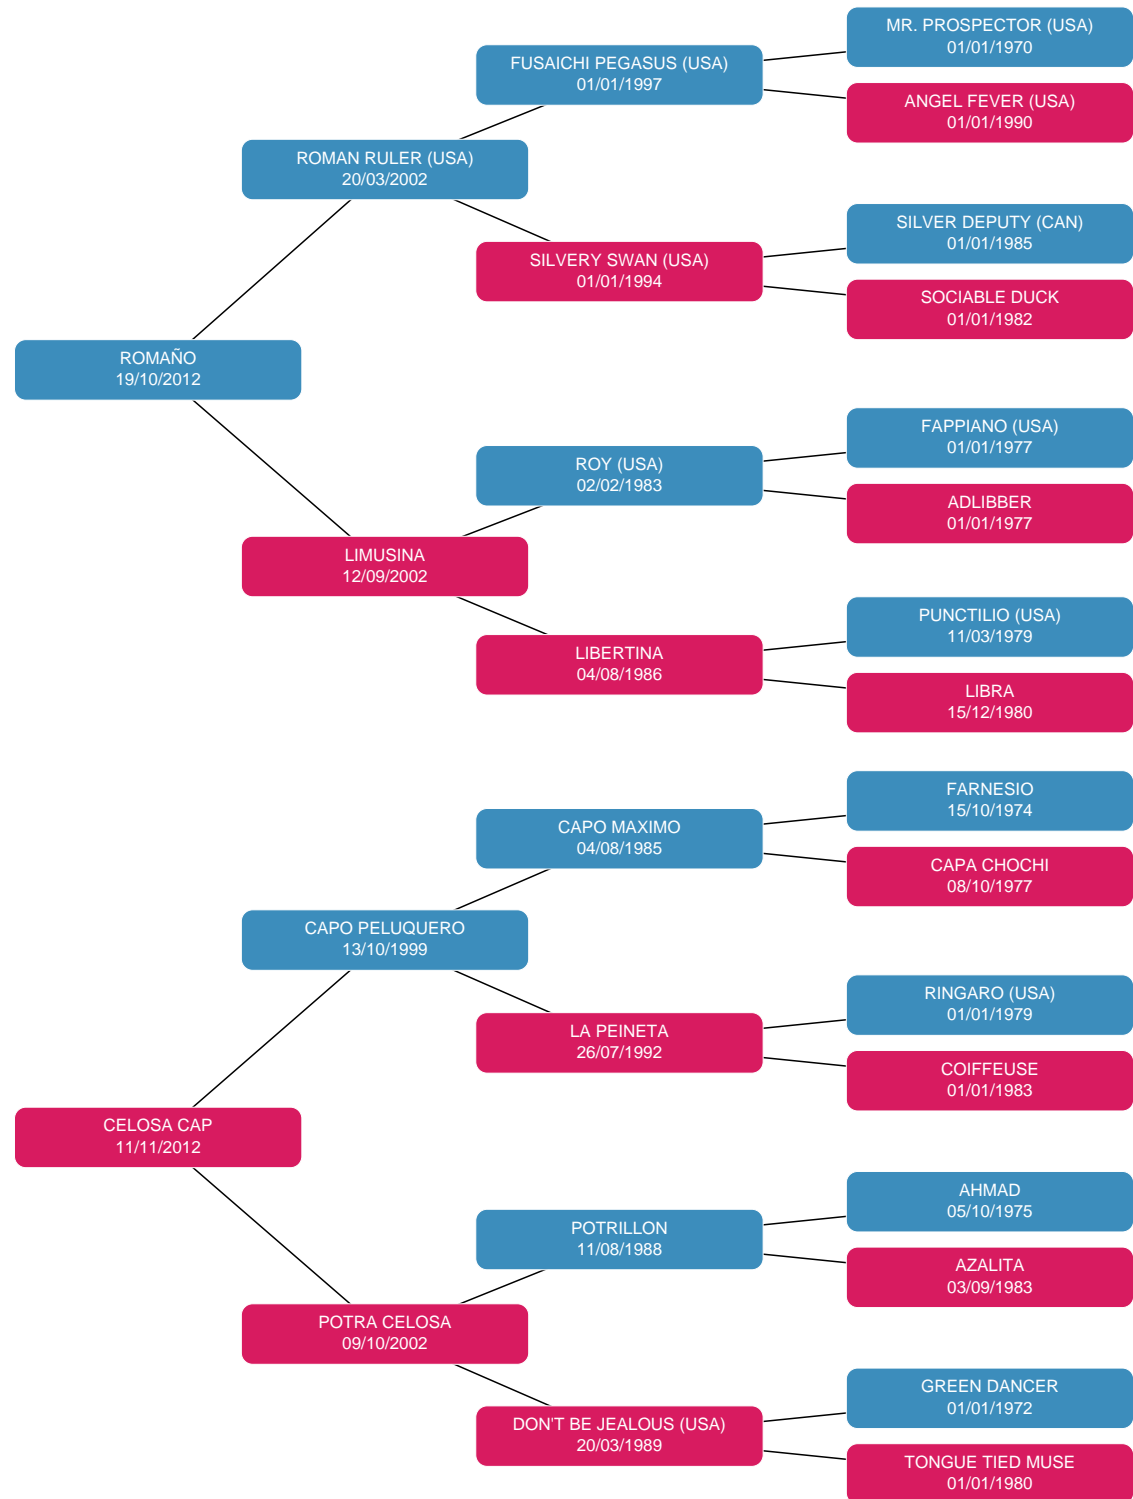 MR. PROSPECTOR (USA)
01/01/1970
FUSAICHI PEGASUS (USA)
01/01/1997
ANGEL FEVER (USA)
01/01/1990
ROMAN RULER (USA)
20/03/2002
SILVER DEPUTY (CAN)
01/01/1985
SILVERY SWAN (USA)
01/01/1994
SOCIABLE DUCK
01/01/1982
ROMAÑO
19/10/2012
FAPPIANO (USA)
01/01/1977
ROY (USA)
02/02/1983
ADLIBBER
01/01/1977
LIMUSINA
12/09/2002
PUNCTILIO (USA)
11/03/1979
LIBERTINA
04/08/1986
LIBRA
15/12/1980
FARNESIO
15/10/1974
CAPO MAXIMO
04/08/1985
CAPA CHOCHI
08/10/1977
CAPO PELUQUERO
13/10/1999
RINGARO (USA)
01/01/1979
LA PEINETA
26/07/1992
COIFFEUSE
01/01/1983
CELOSA CAP
11/11/2012
AHMAD
05/10/1975
POTRILLON
11/08/1988
AZALITA
03/09/1983
POTRA CELOSA
09/10/2002
GREEN DANCER
01/01/1972
DON'T BE JEALOUS (USA)
20/03/1989
TONGUE TIED MUSE
01/01/1980